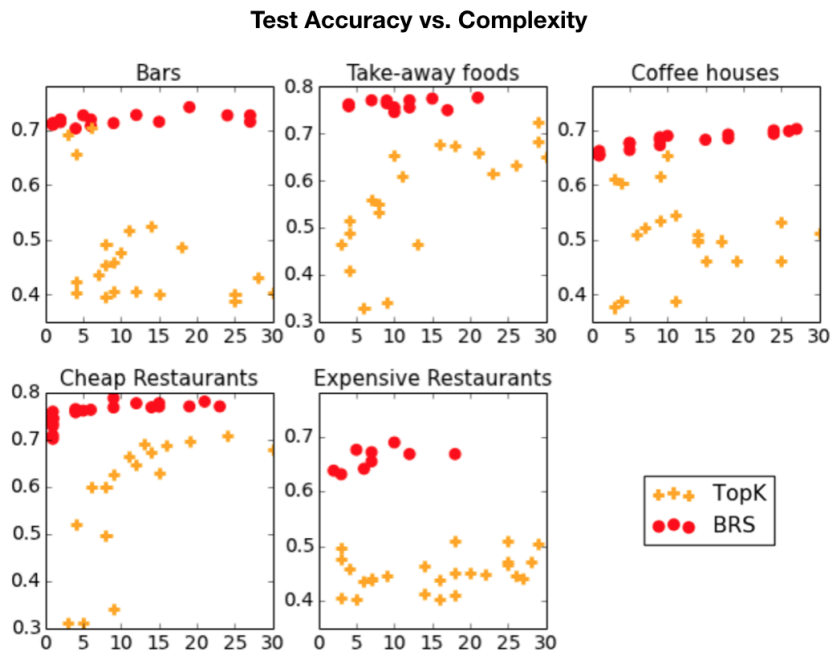 Test Accuracy vs. Complexity
Bars
Take-away foods
Coffee houses
0.7
0.6
0.5
0.4
0 5 10 15 20 25 30
0.8
0.7
0.6
0.5
0.4
0.3
0 5 10 15 20 25 30
0.7
0.6
0.5
0.4
0 5 10 15 20 25 30
Cheap Restaurants
Expensive Restaurants
0.8
0.7
0.6
0.5
0.4
0.3
0 5 10 15 20 25 30
0.7
0.6
0.5
0.4
0 5 10 15 20 25 30
TopK
BRS